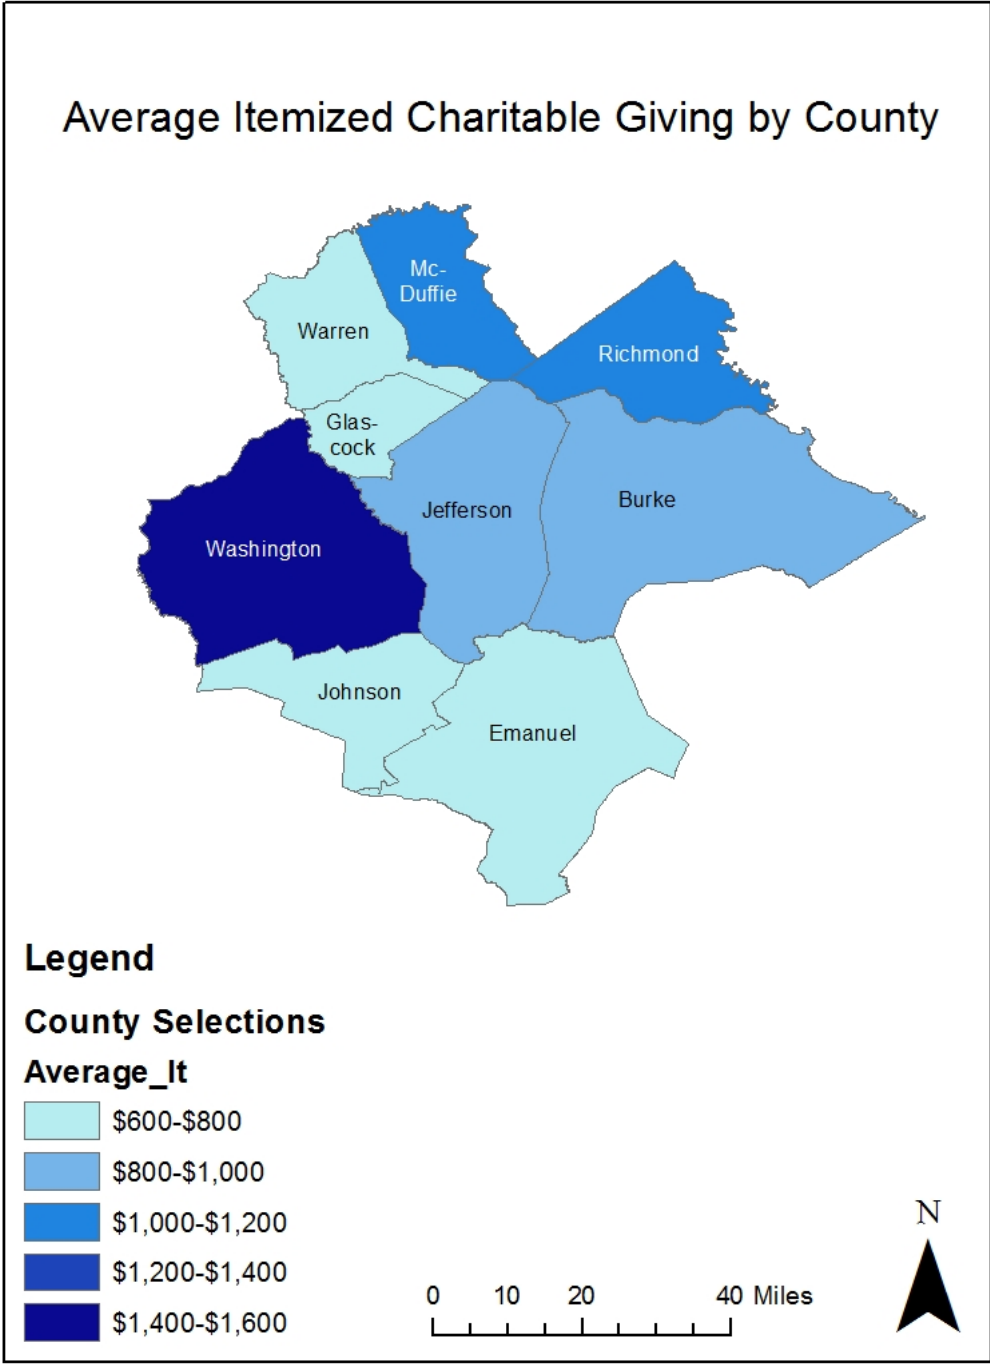 Average Itemized Charitable Giving by County
Mc-
Duffie
Warren
Richmond
Glas-
cock
Jefferson
Burke
Washington
Johnson
Emanuel
Legend
County Selections
Average_It
$600-$800
$800-$1,000
$1,000-$1,200
$1,200-$1,400
$1,400-$1,600
0 10 20 40 Miles
N